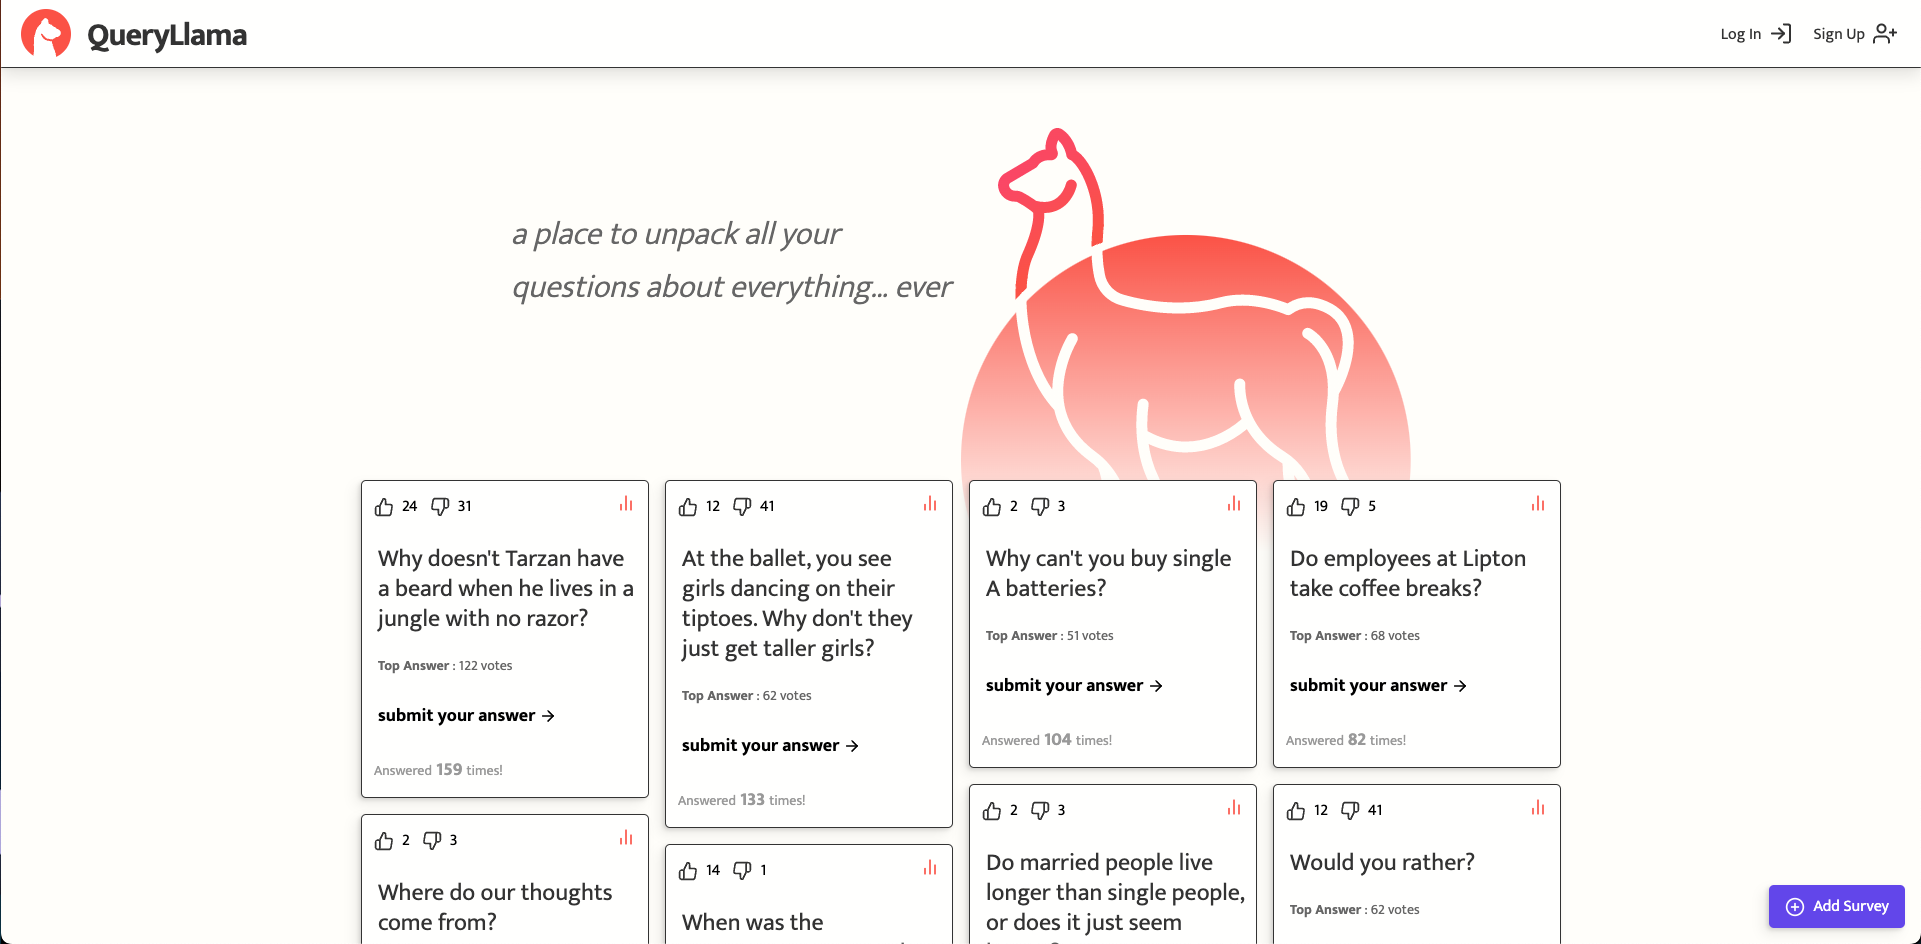 QueryLlama
Log In
Sign Up
a place to unpack all your
questions about everything... ever
24 31
Why doesn't Tarzan have
a beard when he lives in a
jungle with no razor?
Top Answer : 122 votes
submit your answer →
Answered 159 times!
12 41
At the ballet, you see
girls dancing on their
tiptoes. Why don't they
just get taller girls?
Top Answer : 62 votes
submit your answer →
Answered 133 times!
2 3
Why can't you buy single
A batteries?
Top Answer : 51 votes
submit your answer →
Answered 104 times!
19 5
Do employees at Lipton
take coffee breaks?
Top Answer : 68 votes
submit your answer →
Answered 82 times!
2 3
Where do our thoughts
come from?
14 1
When was the
2 3
Do married people live
longer than single people,
or does it just seem
12 41
Would you rather?
Top Answer : 62 votes
Add Survey